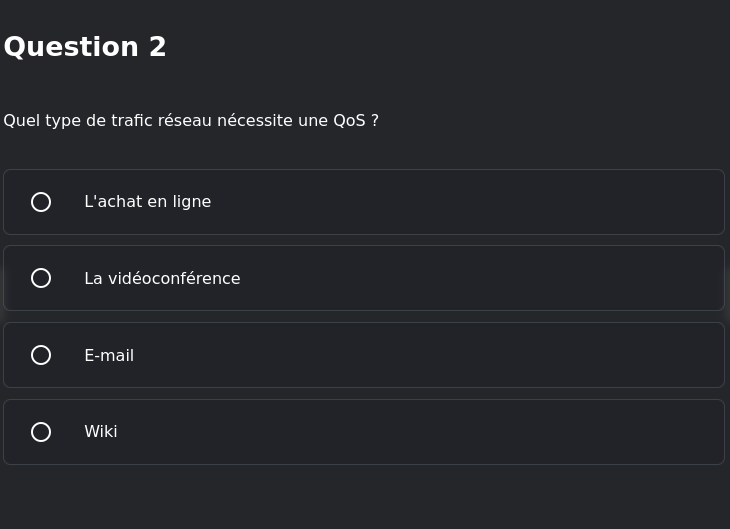 Question 2
Quel type de trafic réseau nécessite une QoS ?
L'achat en ligne
La vidéoconférence
E-mail
Wiki